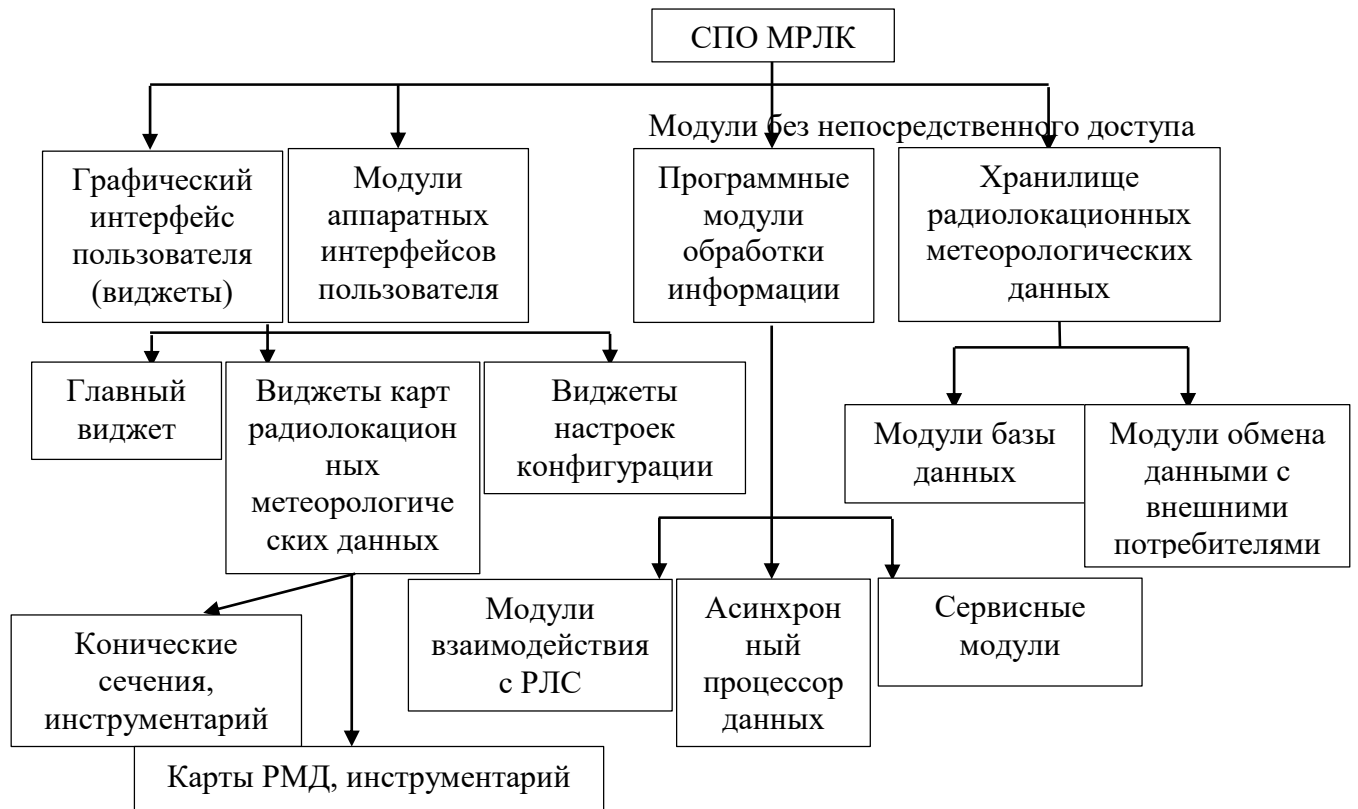 СПО МРЛК
Модули без непосредственного доступа
Графический
интерфейс
пользователя
(виджеты)
Модули
аппаратных
интерфейсов
пользователя
Программные
модули
обработки
информации
Хранилище
радиолокационных
метеорологических
данных
Главный
виджет
Виджеты карт
радиолокацион
ных
метеорологиче
ских данных
Виджеты
настроек
конфигурации
Модули базы
данных
Модули обмена
данными с
внешними
потребителями
Конические
сечения,
инструментарий
Модули
взаимодействия
с РЛС
Асинхрон
ный
процессор
данных
Сервисные
модули
Карты РМД, инструментарий